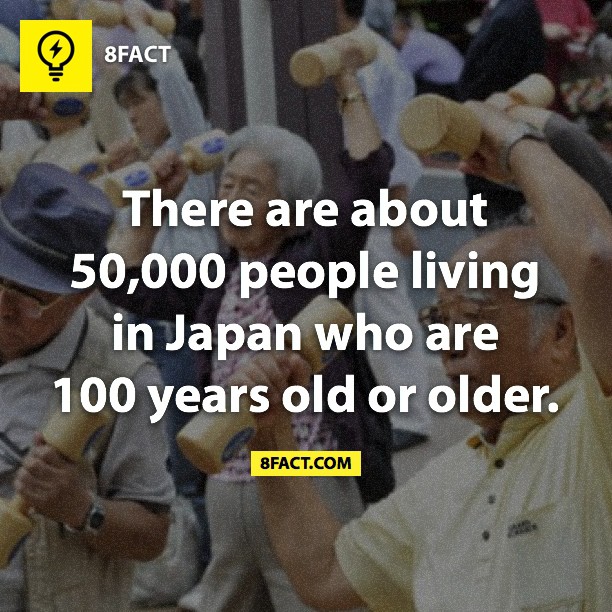 8FACT
There are about
50,000 people living
in Japan who are
100 years old or older.
8FACT.COM